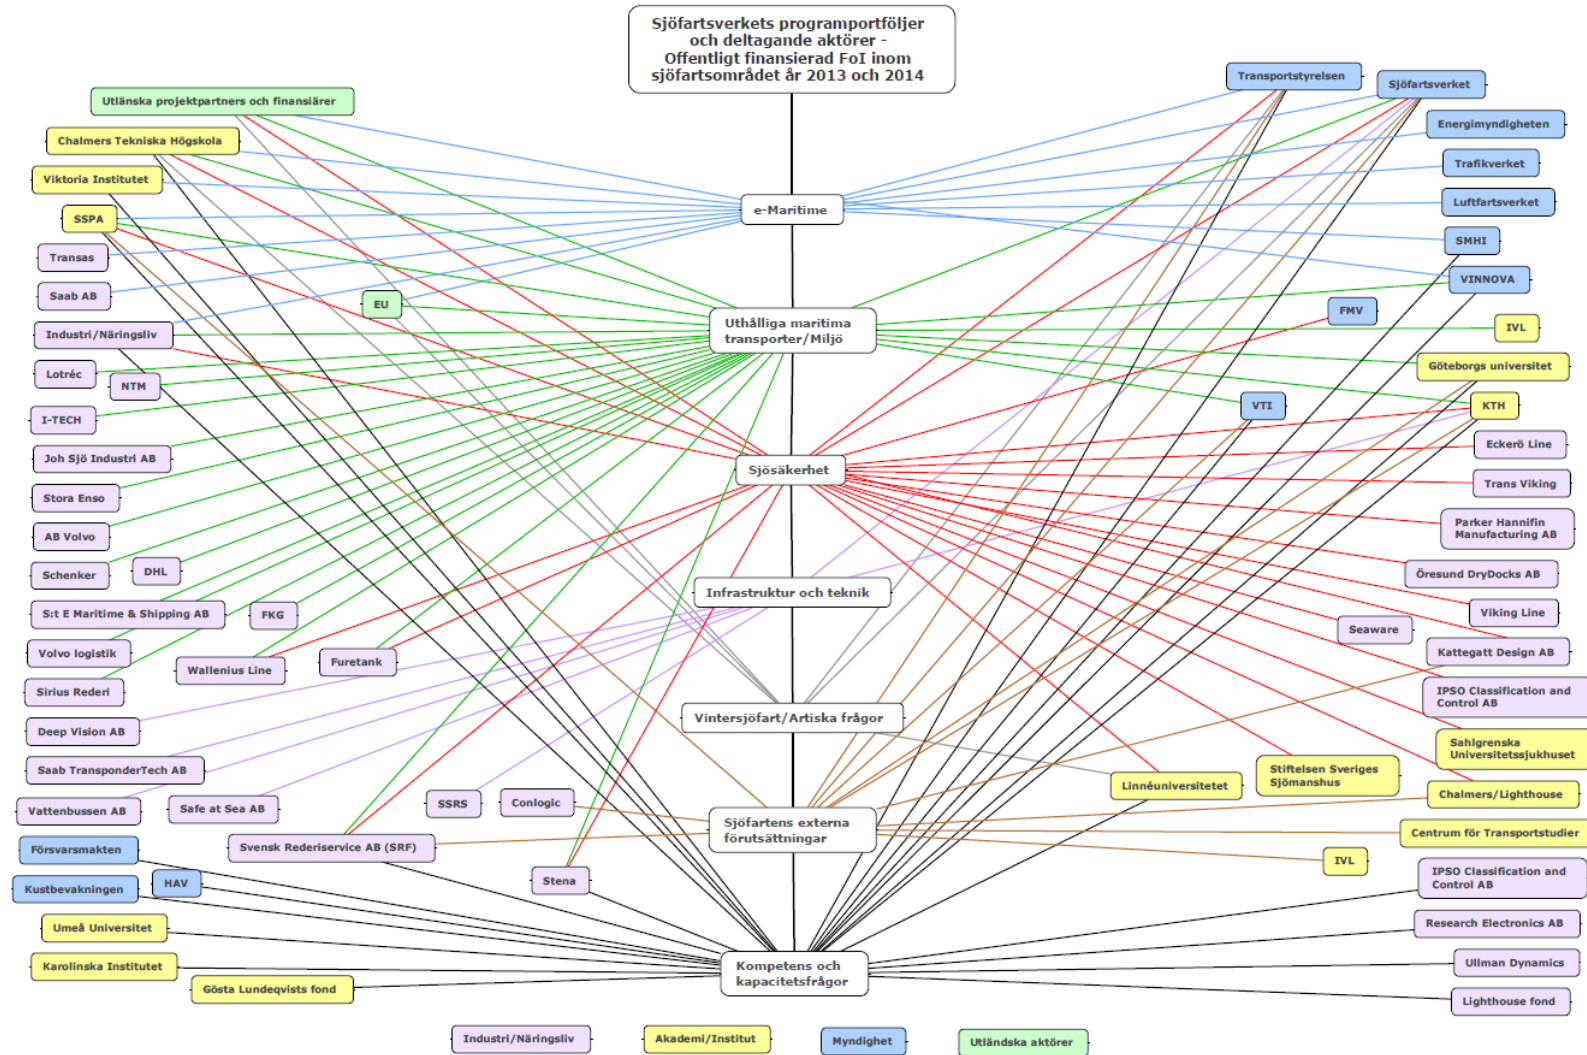 Sjöfartsverkets programportföljer
och deltagande aktörer -
Offentligt finansierad FoI inom
sjöfartsområdet år 2013 och 2014
Utlänska projektpartners och finansiärer
Chalmers Tekniska Högskola
Viktoria Institutet
SSPA
Transas
Saab AB
EU
Industri/Näringsliv
Lotréc
NTM
I-TECH
Joh Sjö Industri AB
Stora Enso
AB Volvo
Schenker
DHL
S:t E Maritime & Shipping AB
FKG
Volvo logistik
Wallenius Line
Furetank
Sirius Rederi
Deep Vision AB
Saab TransponderTech AB
Vattenbussen AB
Safe at Sea AB
SSRS
Conlogic
Försvarsmakten
Svensk Rederiservice AB (SRF)
Kustbevakningen
HAV
Stena
Umeå Universitet
Karolinska Institutet
Gösta Lundeqvists fond
e-Maritime
Uthålliga maritima
transporter/Miljö
Sjösäkerhet
Infrastruktur och teknik
Vintersjöfart/Artiska frågor
Sjöfartens externa
förutsättningar
Kompetens och
kapacitetsfrågor
Transportstyrelsen
Sjöfartsverket
Energimyndigheten
Trafikverket
Luftfartsverket
SMHI
VINNOVA
FMV
IVL
Göteborgs universitet
VTI
KTH
Eckerö Line
Trans Viking
Parker Hannifin
Manufacturing AB
Öresund DryDocks AB
Viking Line
Seaware
Kattegatt Design AB
IPSO Classification and
Control AB
Sahlgrenska
Universitetssjukhuset
Stiftelsen Sveriges
Sjömanshus
Linnéuniversitetet
Chalmers/Lighthouse
Centrum för Transportstudier
IVL
IPSO Classification and
Control AB
Research Electronics AB
Ullman Dynamics
Lighthouse fond
Industri/Näringsliv
Akademi/Institut
Myndighet
Utländska aktörer